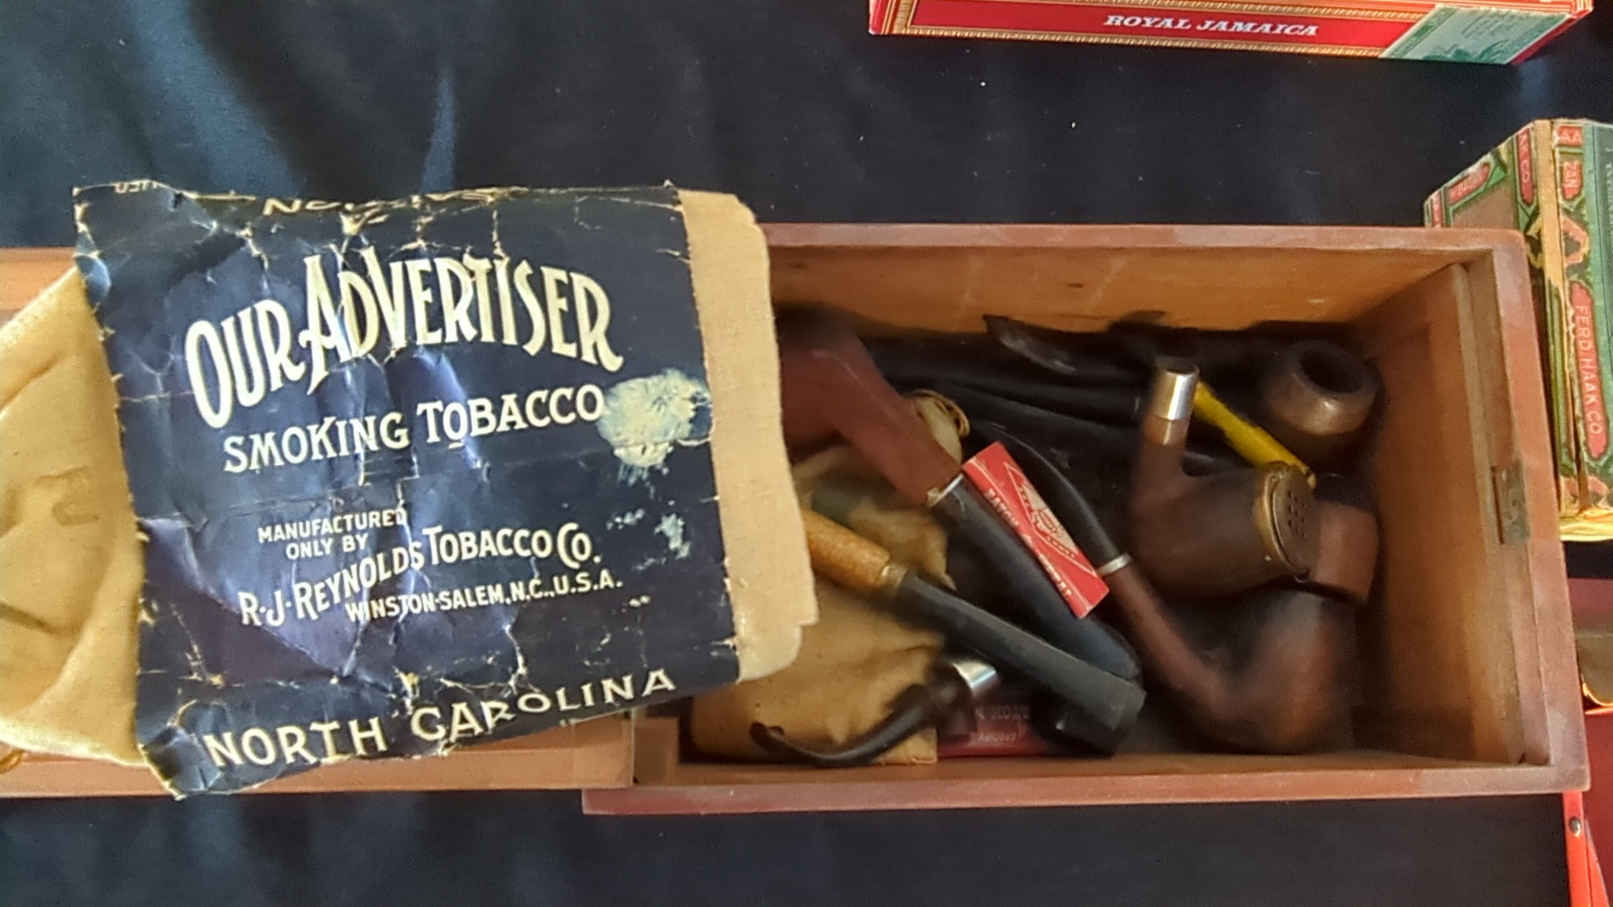 ROYAL JAMAICA
OUR ADVERTISER
SMOKING TOBACCO
MANUFACTURED
ONLY BY
R.J. REYNOLDS TOBACCO CO.
WINSTON-SALEM, N.C., U.S.A.
NORTH CAROLINA
FERD. HAAK CO.